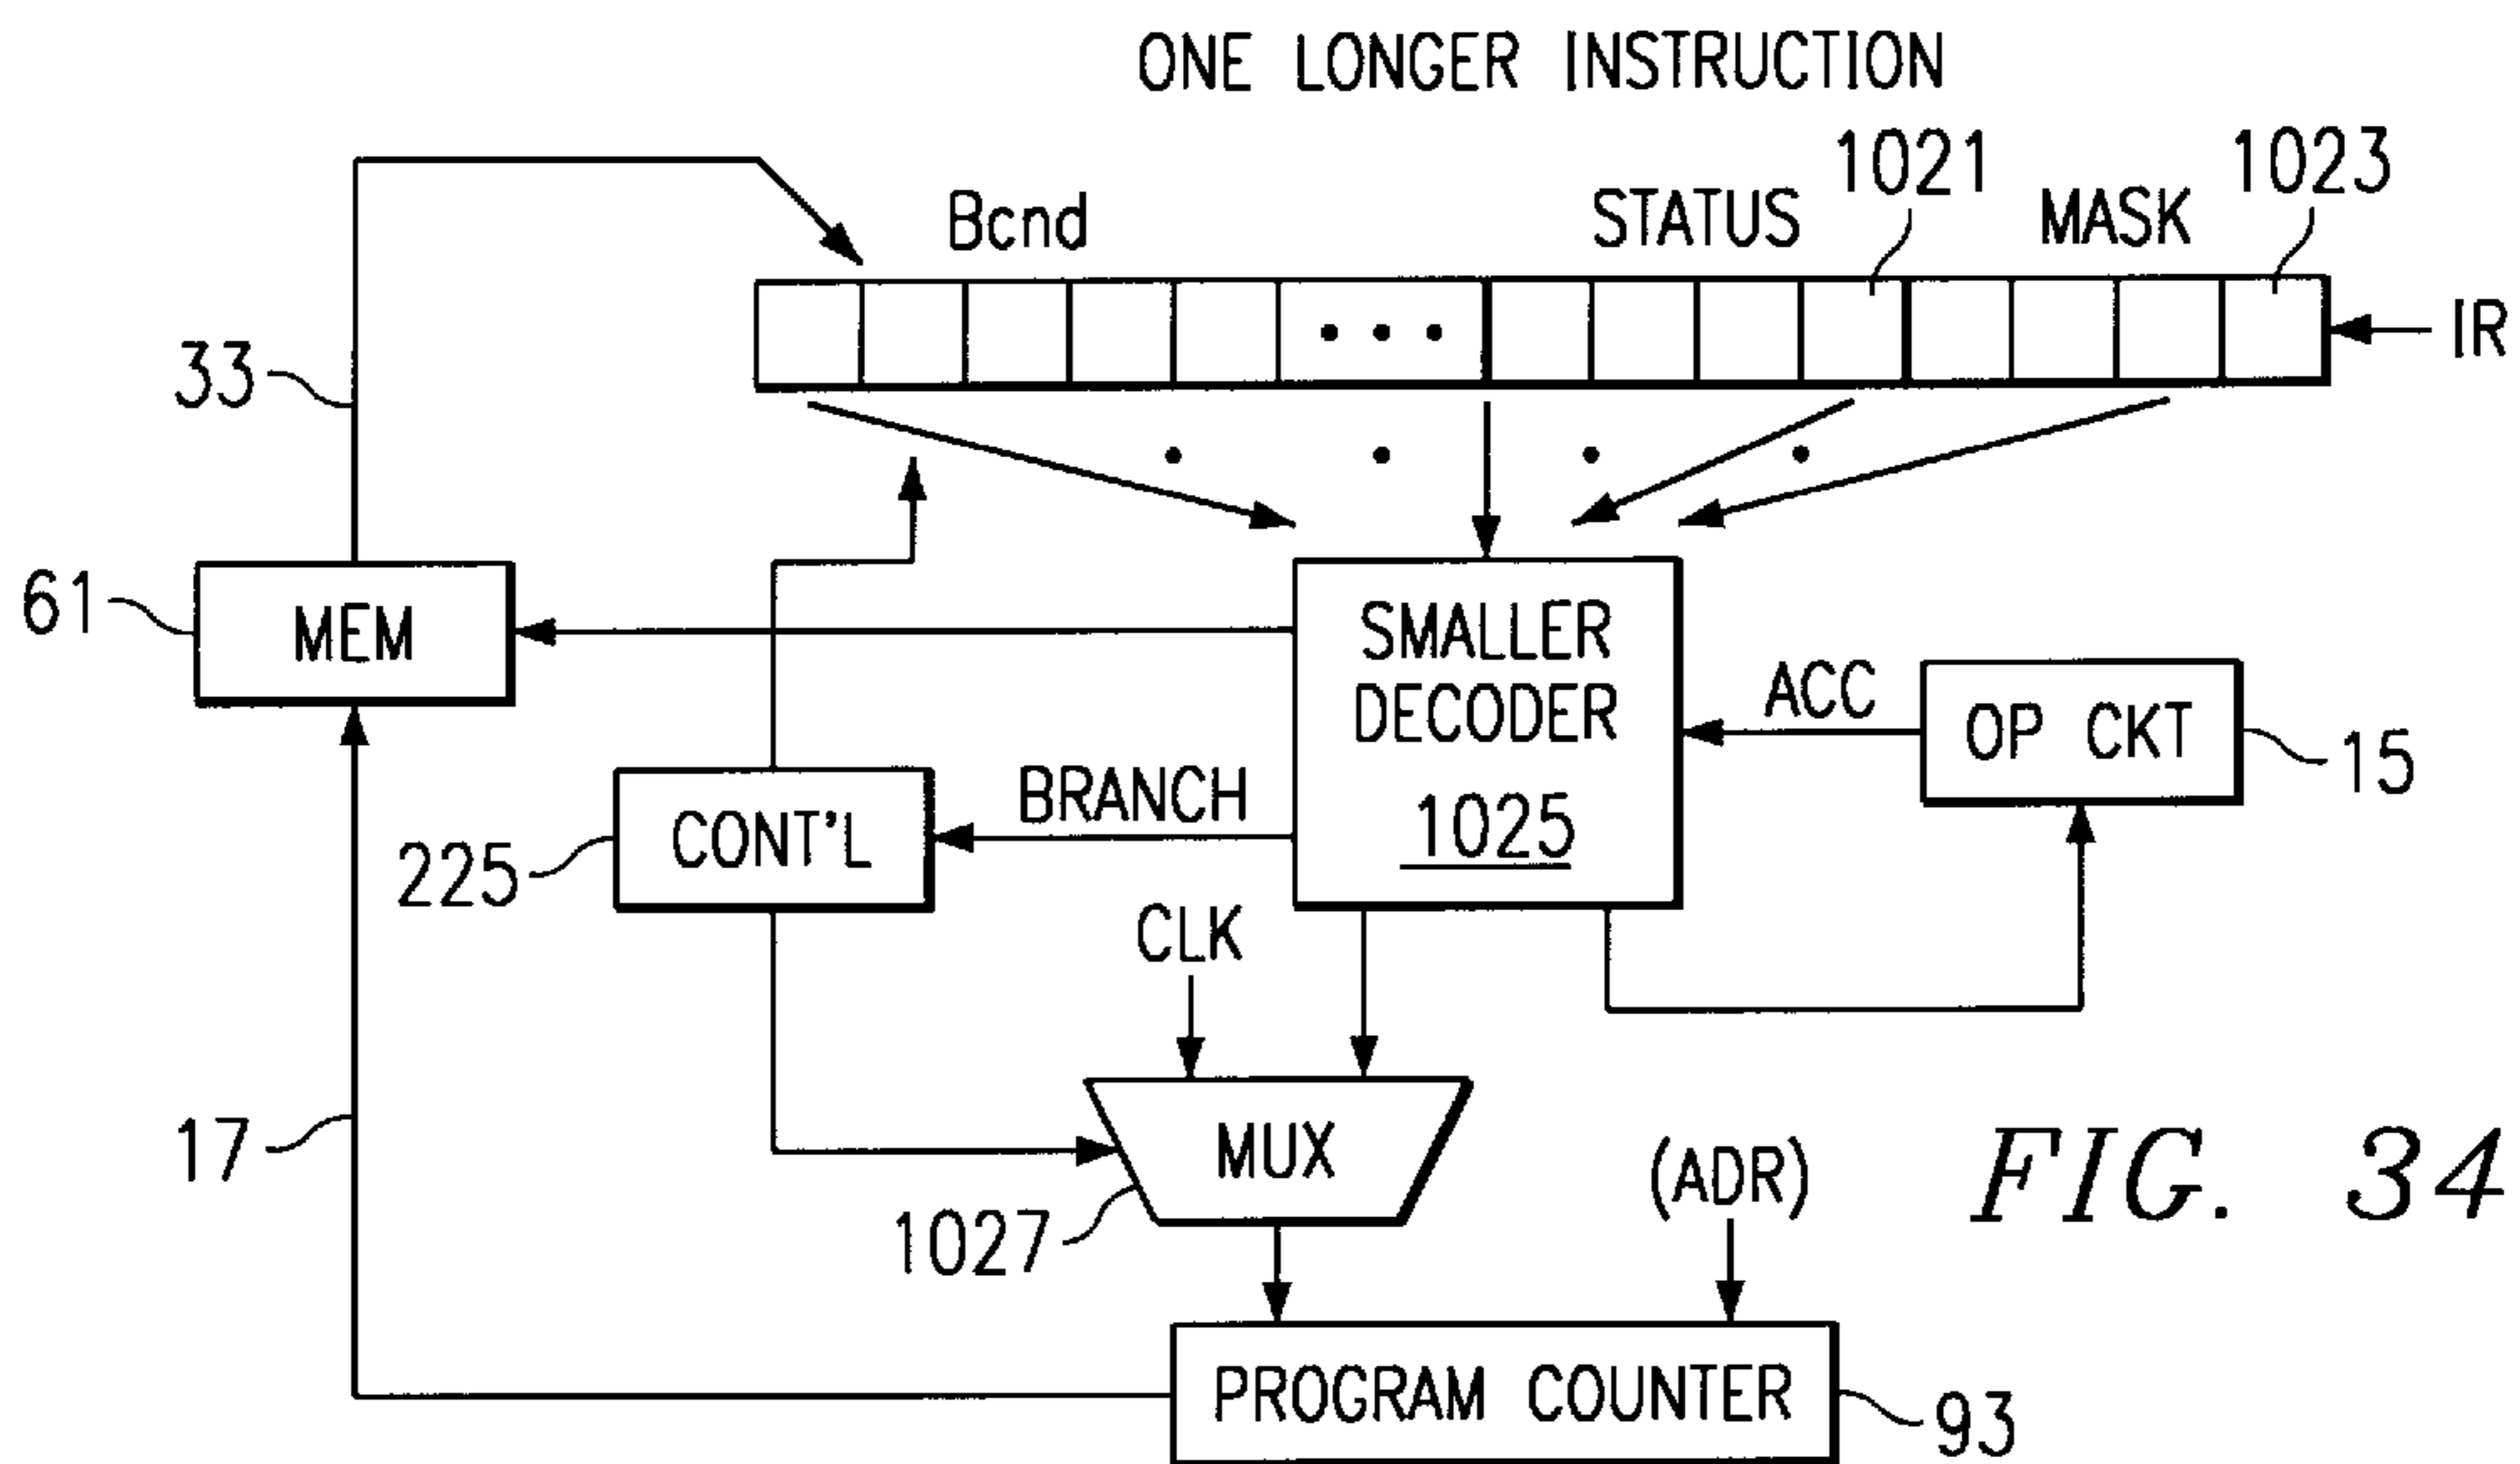 ONE LONGER INSTRUCTION
1021
1023
Bcnd
STATUS
MASK
IR
33
61
MEM
SMALLER
DECODER
1025
ACC
OP CKT
15
BRANCH
CONT'L
225
CLK
MUX
1027
17
(ADR)
FIG. 34
PROGRAM COUNTER
93